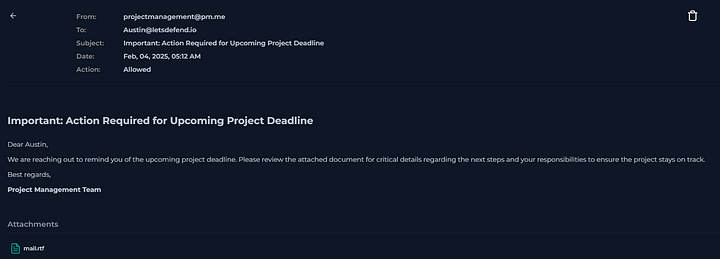 From: projectmanagement@pm.me
To: Austin@letsdefend.io
Subject: Important: Action Required for Upcoming Project Deadline
Date: Feb, 04, 2025, 05:12 AM
Action: Allowed
Important: Action Required for Upcoming Project Deadline
Dear Austin,
We are reaching out to remind you of the upcoming project deadline. Please review the attached document for critical details regarding the next steps and your responsibilities to ensure the project stays on track.
Best regards,
Project Management Team
Attachments
mail.rtf